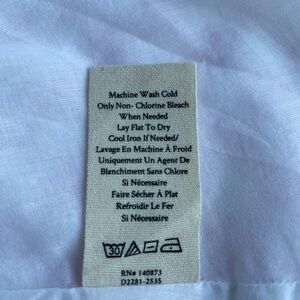 Machine Wash Cold
Only Non- Chlorine Bleach
When Needed
Lay Flat To Dry
Cool Iron If Needed/
Lavage En Machine À Froid
Uniquement Un Agent De
Blanchiment Sans Chlore
Si Nécessaire
Faire Sécher À Plat
Refroidir Le Fer
Si Nécessaire
30
RN# 140873
D2281-2535